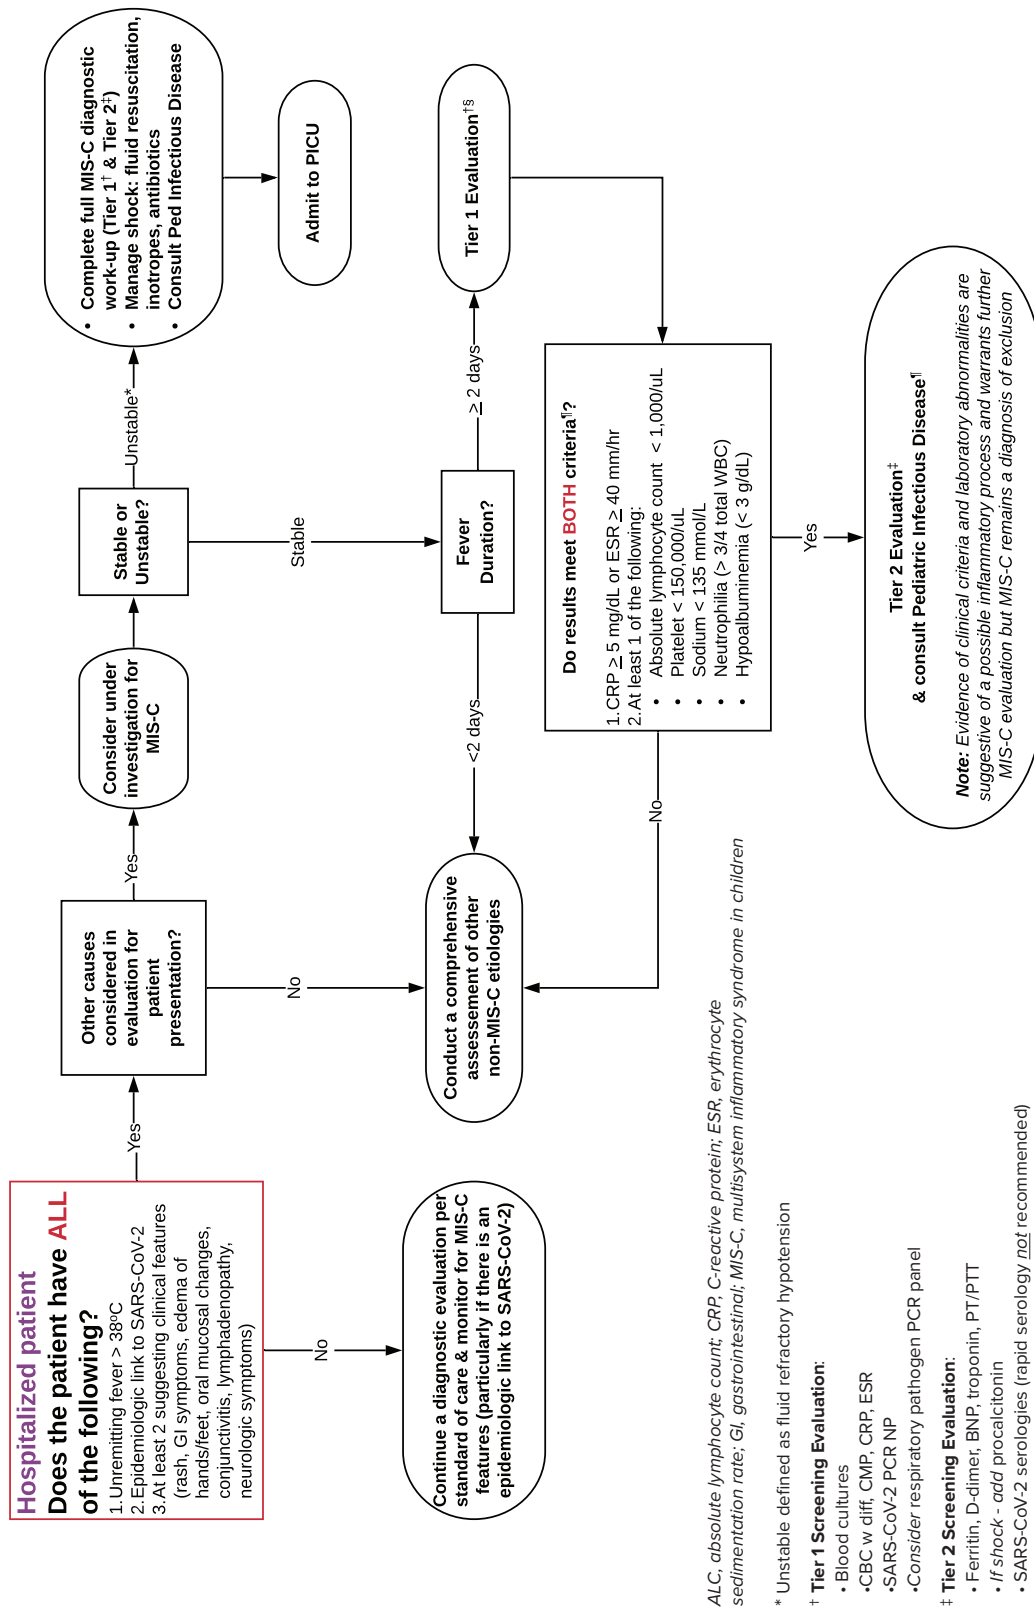 Hospitalized patient
Does the patient have ALL
of the following?
1. Unremitting fever > 38ºC
2. Epidemiologic link to SARS-CoV-2
3. At least 2 suggesting clinical features
(rash, GI symptoms, edema of
hands/feet, oral mucosal changes,
conjunctivitis, lymphadenopathy,
neurologic symptoms)
Yes
No
Continue a diagnostic evaluation per
standard of care & monitor for MIS-C
features (particularly if there is an
epidemiologic link to SARS-CoV-2)
Other causes
considered in
evaluation for
patient
presentation?
Yes
No
Consider under
investigation for
MIS-C
Stable or
Unstable?
Unstable*
Stable
• Complete full MIS-C diagnostic
work-up (Tier 1† & Tier 2‡)
• Manage shock: fluid resuscitation,
inotropes, antibiotics
• Consult Ped Infectious Disease
Admit to PICU
Conduct a comprehensive
assessement of other
non-MIS-C etiologies
<2 days
Fever
Duration?
≥ 2 days
Tier 1 Evaluation†§
Do results meet BOTH criteria¶?
1. CRP ≥ 5 mg/dL or ESR ≥ 40 mm/hr
2. At least 1 of the following:
• Absolute lymphocyte count < 1,000/uL
• Platelet < 150,000/uL
• Sodium < 135 mmol/L
• Neutrophilia (> 3/4 total WBC)
• Hypoalbuminemia (< 3 g/dL)
No
Yes
Tier 2 Evaluation‡
& consult Pediatric Infectious Disease¶
Note: Evidence of clinical criteria and laboratory abnormalities are
suggestive of a possible inflammatory process and warrants further
MIS-C evaluation but MIS-C remains a diagnosis of exclusion
ALC, absolute lymphocyte count; CRP, C-reactive protein; ESR, erythrocyte
sedimentation rate; GI, gastrointestinal; MIS-C, multisystem inflammatory syndrome in children
* Unstable defined as fluid refractory hypotension
† Tier 1 Screening Evaluation:
• Blood cultures
•CBC w diff, CMP, CRP, ESR
•SARS-CoV-2 PCR NP
•Consider respiratory pathogen PCR panel
‡ Tier 2 Screening Evaluation:
• Ferritin, D-dimer, BNP, troponin, PT/PTT
• If shock - add procalcitonin
• SARS-CoV-2 serologies (rapid serology not recommended)